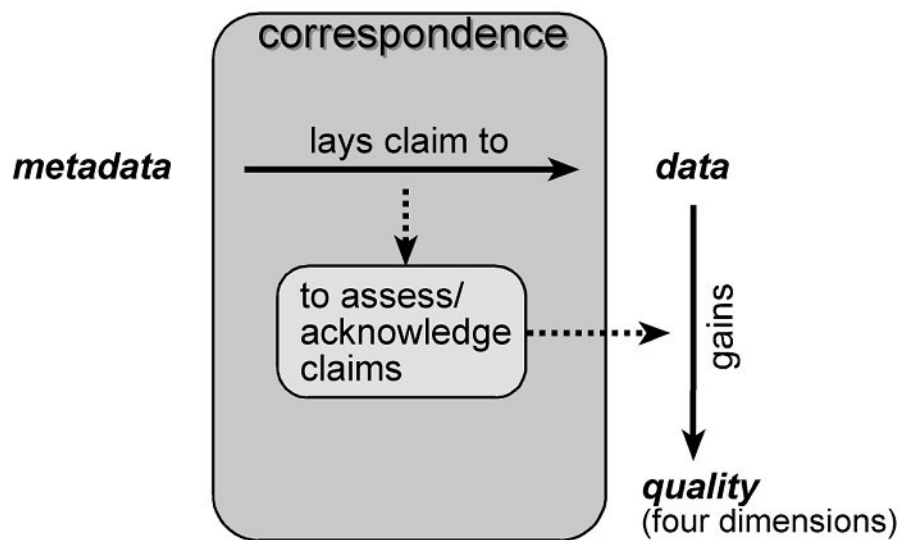 correspondence
lays claim to
metadata
data
to assess/
acknowledge
claims
gains
quality
(four dimensions)